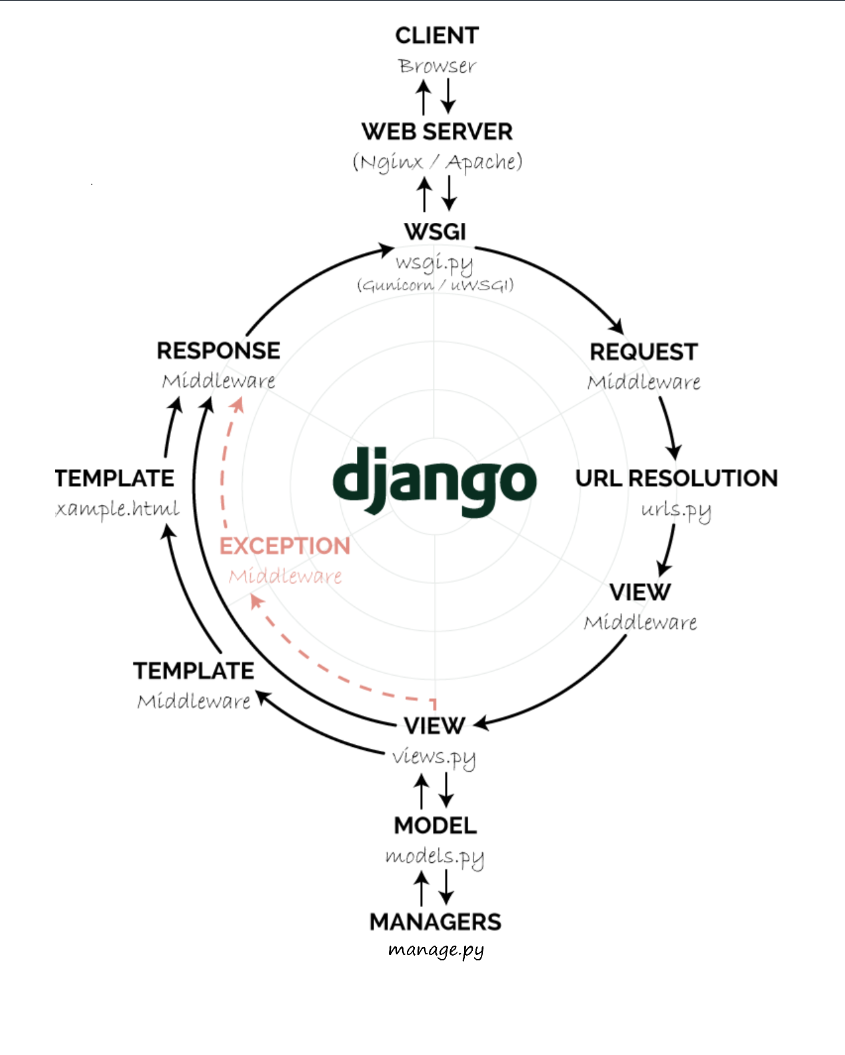 CLIENT
Browser
WEB SERVER
(Nginx / Apache)
WSGI
wsgi.py
(Gunicorn / uWSGI)
RESPONSE
Middleware
REQUEST
Middleware
TEMPLATE
xample.html
django
URL RESOLUTION
urls.py
EXCEPTION
Middleware
VIEW
Middleware
TEMPLATE
Middleware
VIEW
views.py
MODEL
models.py
MANAGERS
manage.py